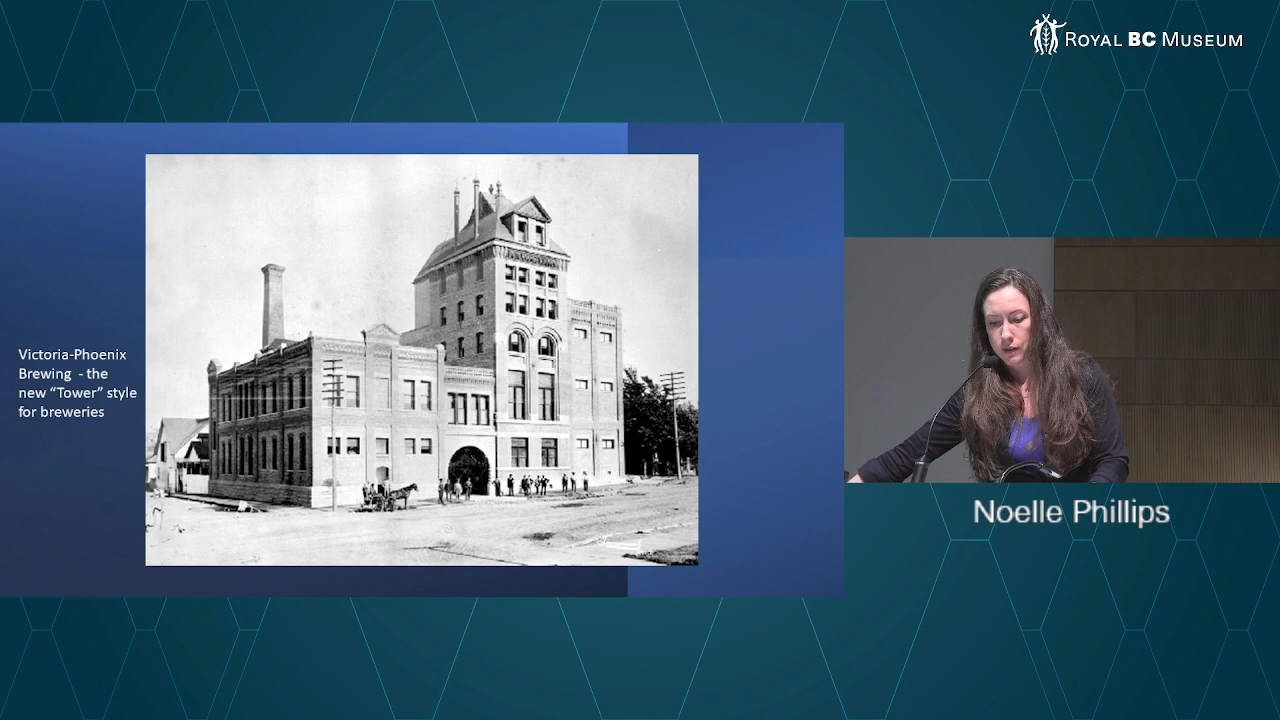 ROYAL BC MUSEUM
Victoria-Phoenix
Brewing - the
new “Tower” style
for breweries
Noelle Phillips